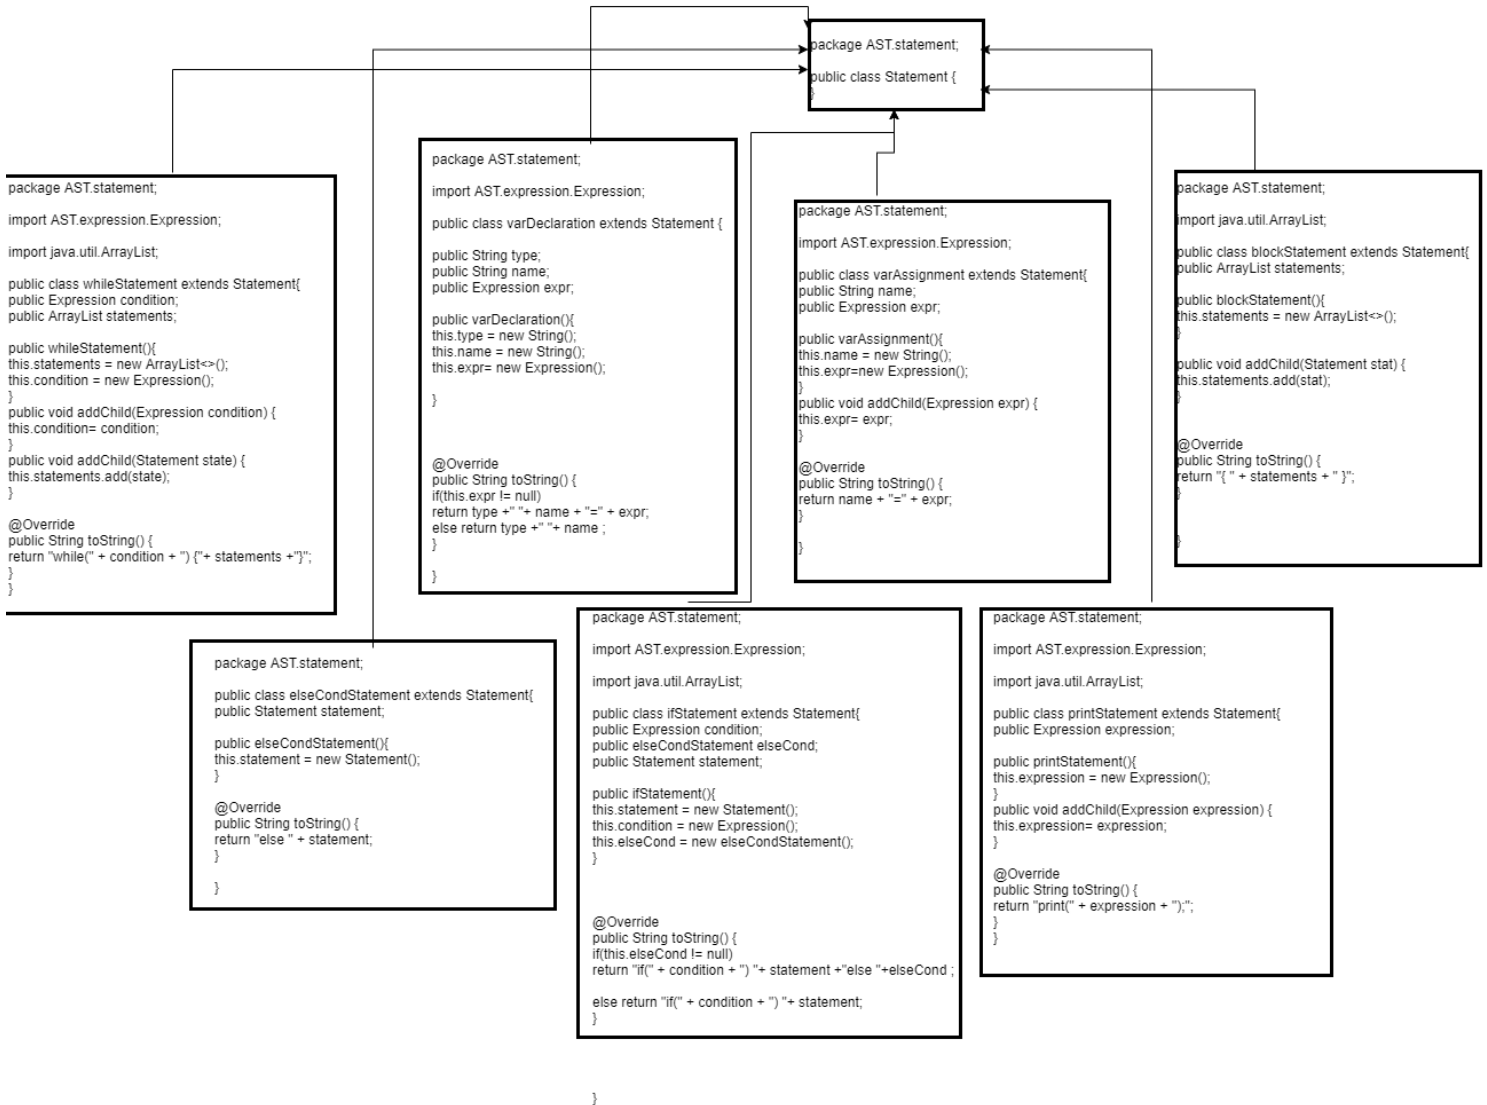 package AST.statement;
public class Statement {
}
package AST.statement;
import AST.expression.Expression;
import java.util.ArrayList;
public class whileStatement extends Statement{
public Expression condition;
public ArrayList statements;
public whileStatement(){
this.statements = new ArrayList<>();
this.condition = new Expression();
}
public void addChild(Expression condition) {
this.condition= condition;
}
public void addChild(Statement state) {
this.statements.add(state);
}
@Override
public String toString() {
return "while(" + condition + ") {"+ statements +"}";
}
}
package AST.statement;
import AST.expression.Expression;
public class varDeclaration extends Statement {
public String type;
public String name;
public Expression expr;
public varDeclaration(){
this.type = new String();
this.name = new String();
this.expr= new Expression();
}
@Override
public String toString() {
if(this.expr != null)
return type +" "+ name + "=" + expr;
else return type +" "+ name ;
}
}
package AST.statement;
import AST.expression.Expression;
public class varAssignment extends Statement{
public String name;
public Expression expr;
public varAssignment(){
this.name = new String();
this.expr=new Expression();
}
public void addChild(Expression expr) {
this.expr= expr;
}
@Override
public String toString() {
return name + "=" + expr;
}
}
package AST.statement;
import java.util.ArrayList;
public class blockStatement extends Statement{
public ArrayList statements;
public blockStatement(){
this.statements = new ArrayList<>();
}
public void addChild(Statement stat) {
this.statements.add(stat);
}
@Override
public String toString() {
return "{ " + statements + " }";
}
}
package AST.statement;
public class elseCondStatement extends Statement{
public Statement statement;
public elseCondStatement(){
this.statement = new Statement();
}
@Override
public String toString() {
return "else " + statement;
}
}
package AST.statement;
import AST.expression.Expression;
import java.util.ArrayList;
public class ifStatement extends Statement{
public Expression condition;
public elseCondStatement elseCond;
public Statement statement;
public ifStatement(){
this.statement = new Statement();
this.condition = new Expression();
this.elseCond = new elseCondStatement();
}
@Override
public String toString() {
if(this.elseCond != null)
return "if(" + condition + ") "+ statement +"else "+elseCond ;
else return "if(" + condition + ") "+ statement;
}
}
package AST.statement;
import AST.expression.Expression;
import java.util.ArrayList;
public class printStatement extends Statement{
public Expression expression;
public printStatement(){
this.expression = new Expression();
}
public void addChild(Expression expression) {
this.expression= expression;
}
@Override
public String toString() {
return "print(" + expression + ");";
}
}